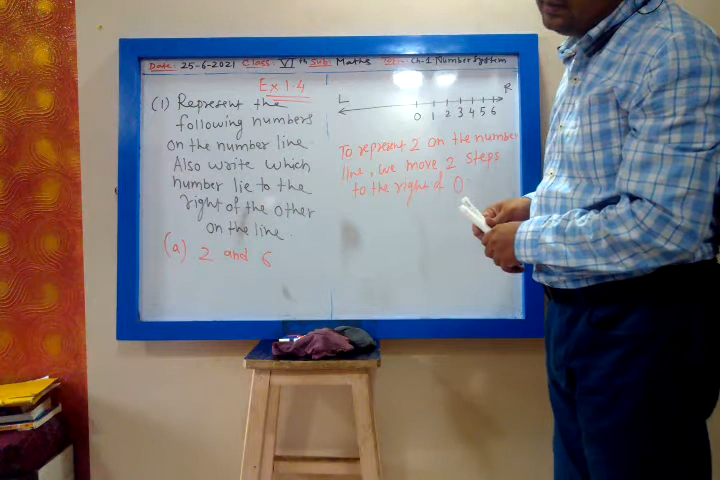 Date: 25-6-2021 Class: VIth Sub: Maths Ch-1 Number System
Ex 1.4
(1) Represent the
following numbers
on the number line.
Also write which
number lie to the
right of the other
on the line.
(a) 2 and 6
L R
0 1 2 3 4 5 6
To represent 2 on the number
line, we move 2 steps
to the right of 0.